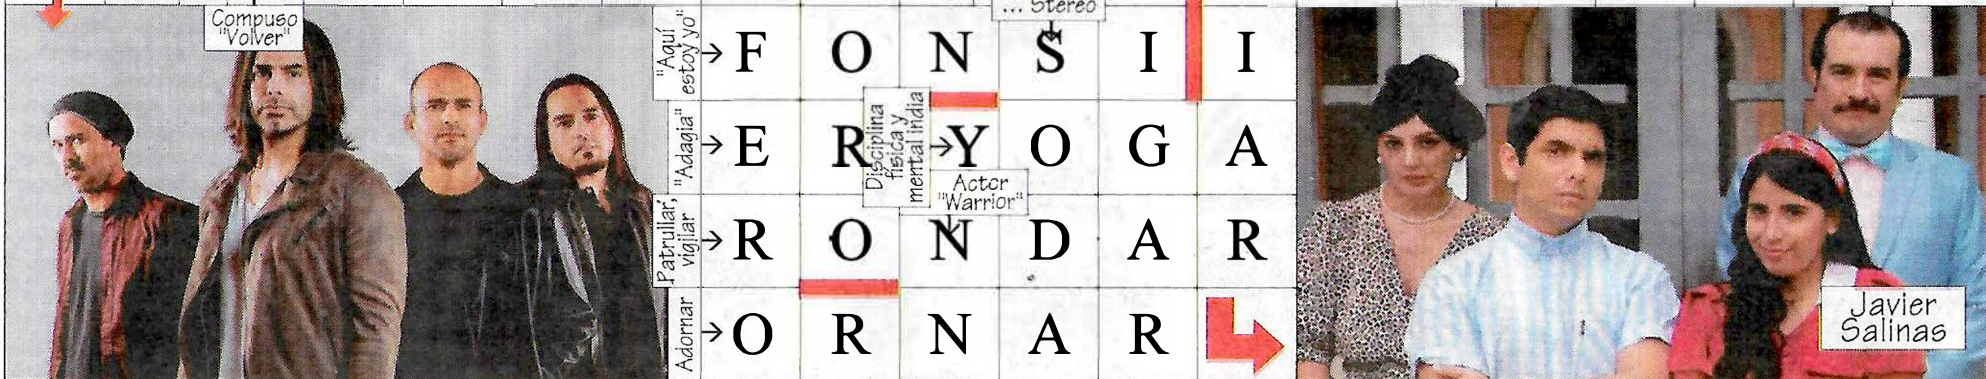 Compuso
"Volver"
... Stereo
"Aquí
estoy yo"
F O N S I I
"Adagia"
E R Y O G A
Disciplina
física y
mental india
Actor
"Warrior"
Patrullar,
vigilar
R O N D A R
Adornar
O R N A R
Javier
Salinas